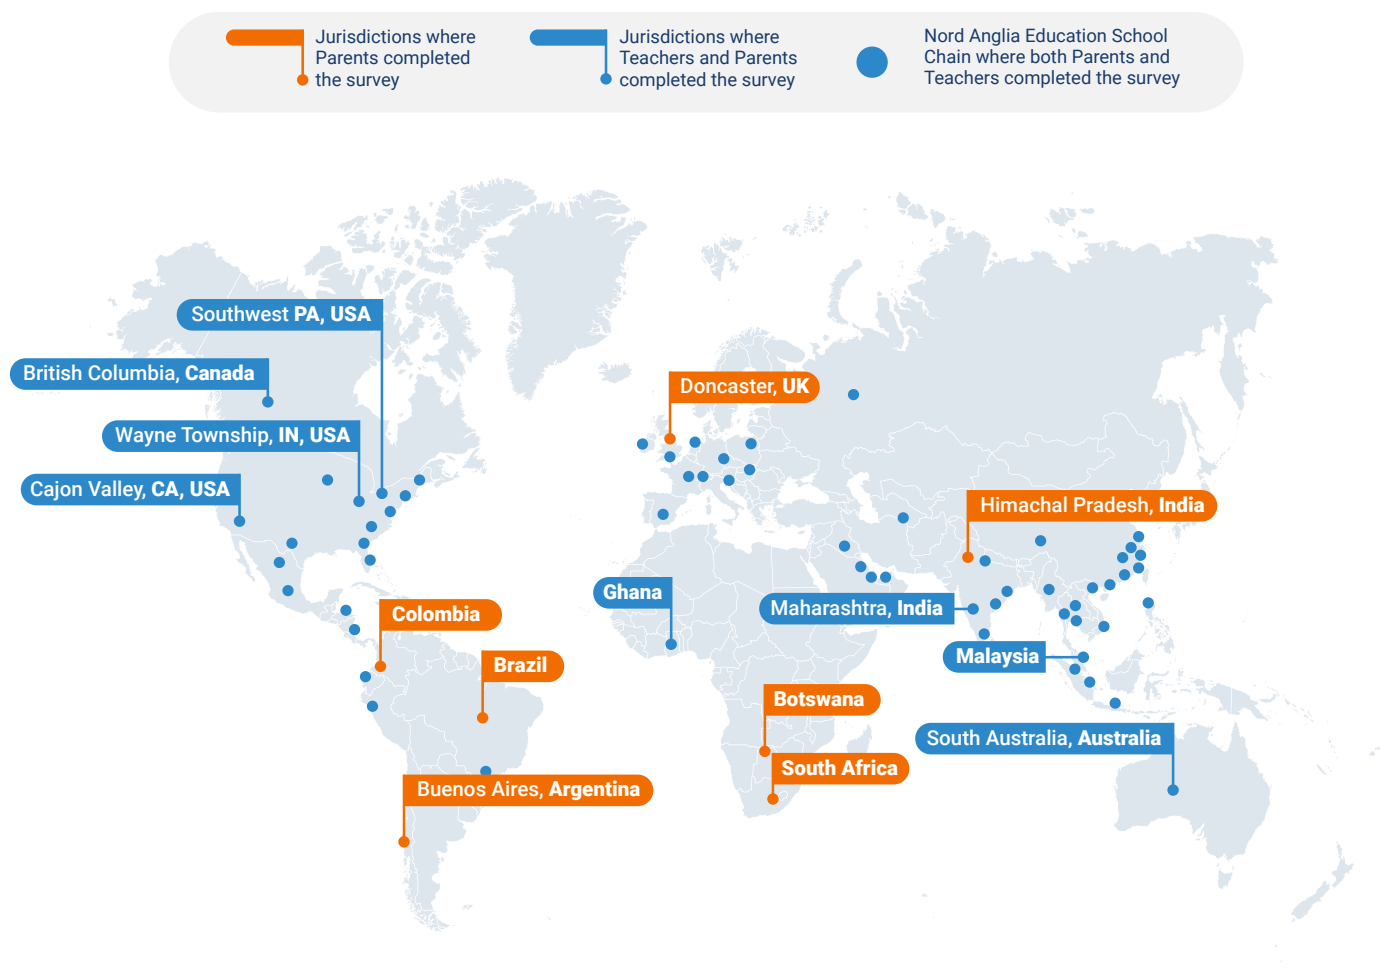 Jurisdictions where
Parents completed
the survey
Jurisdictions where
Teachers and Parents
completed the survey
Nord Anglia Education School
Chain where both Parents and
Teachers completed the survey
Southwest PA, USA
British Columbia, Canada
Doncaster, UK
Wayne Township, IN, USA
Cajon Valley, CA, USA
Himachal Pradesh, India
Ghana
Maharashtra, India
Colombia
Malaysia
Brazil
Botswana
South Australia, Australia
South Africa
Buenos Aires, Argentina